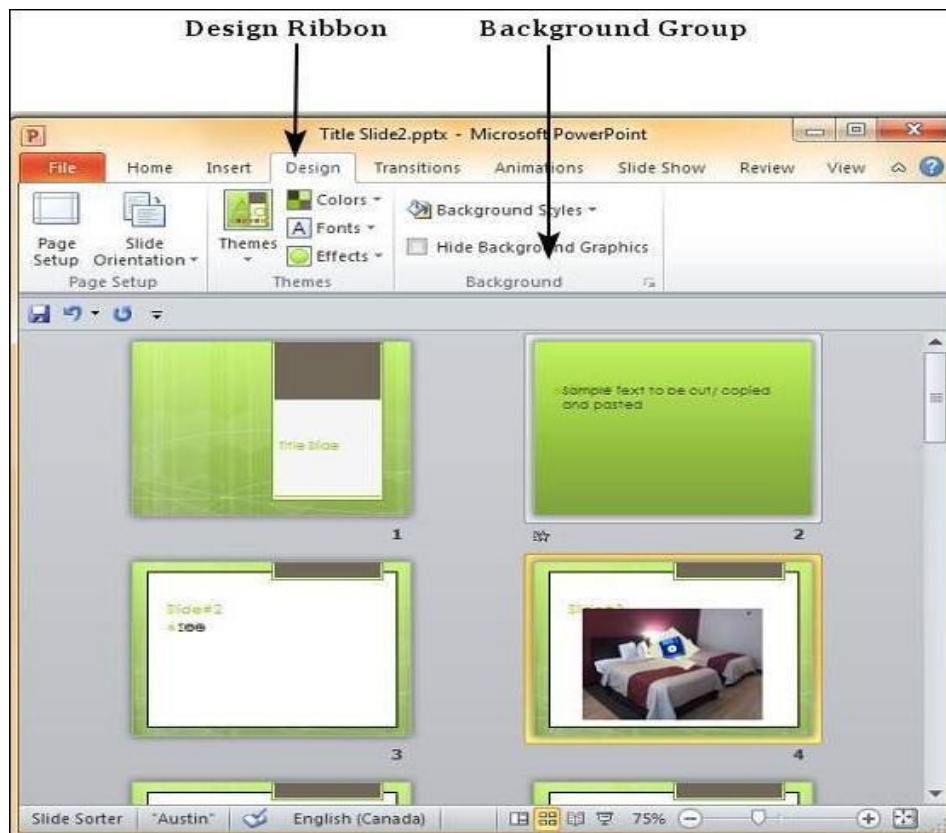 Design Ribbon Background Group
Title Slide2.pptx - Microsoft PowerPoint
File Home Insert Design Transitions Animations Slide Show Review View
Page Setup
Slide Orientation
Page Setup
Themes
Colors
Fonts
Effects
Themes
Background Styles
Hide Background Graphics
Background
Title Slide
1
Sample Text to be cut/ copied
and pasted
2
Slide#2
3
4
Slide Sorter "Austin" English (Canada) 75%